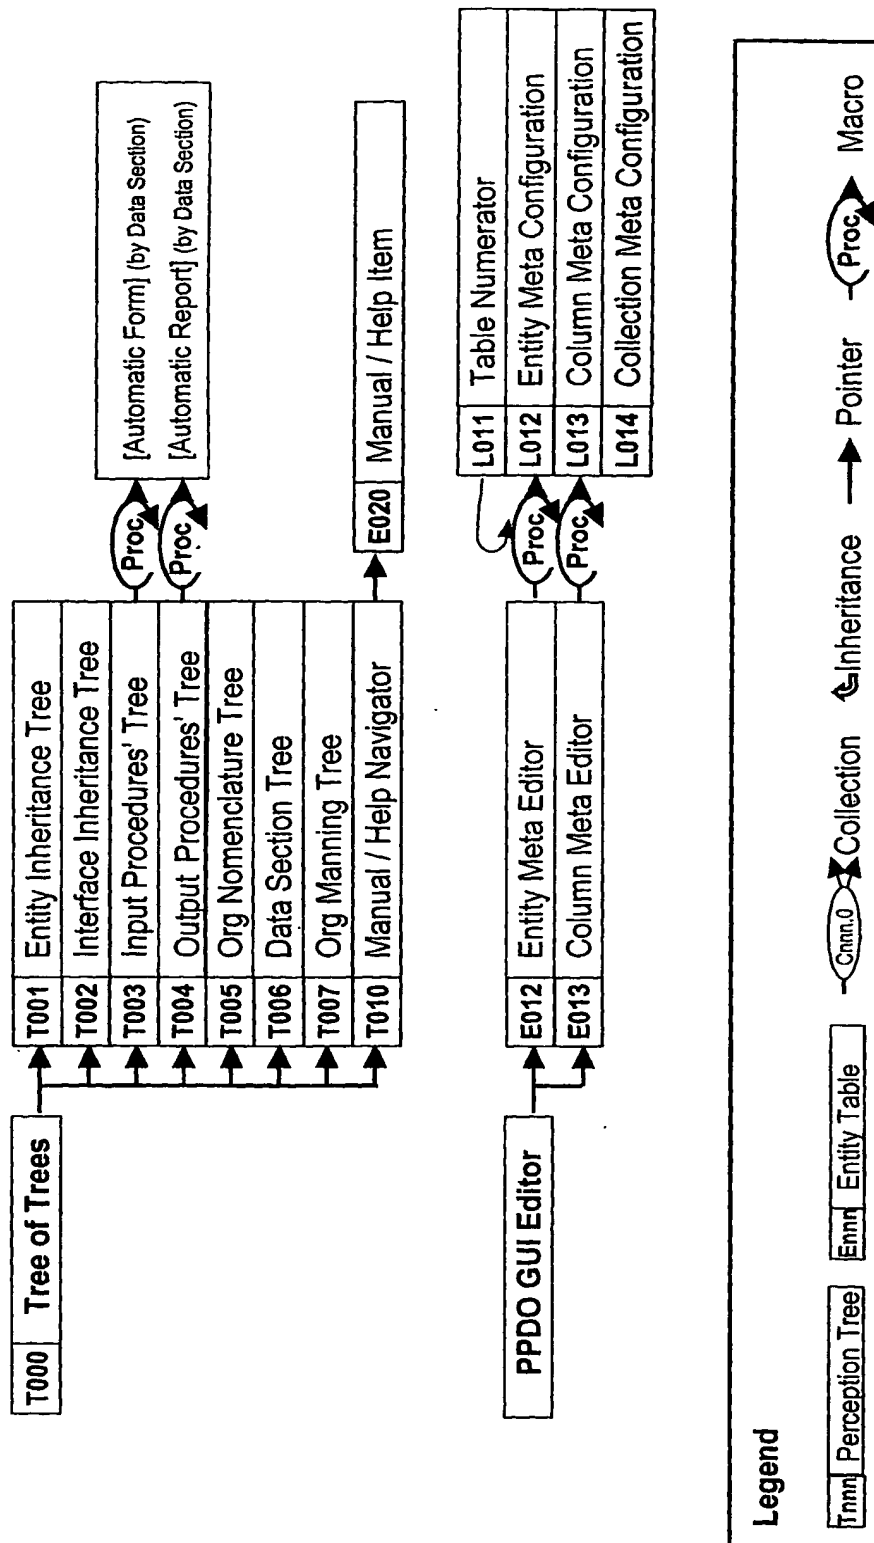 T000 Tree of Trees
T001 Entity Inheritance Tree
T002 Interface Inheritance Tree
T003 Input Procedures' Tree
T004 Output Procedures' Tree
T005 Org Nomenclature Tree
T006 Data Section Tree
T007 Org Manning Tree
T010 Manual / Help Navigator
Proc
Proc
[Automatic Form] (by Data Section)
[Automatic Report] (by Data Section)
E020 Manual / Help Item
PPDO GUI Editor
E012 Entity Meta Editor
E013 Column Meta Editor
Proc
Proc
L011 Table Numerator
L012 Entity Meta Configuration
L013 Column Meta Configuration
L014 Collection Meta Configuration
Legend
Tnnn Perception Tree
Ennn Entity Table
Cnnn.0 Collection
Inheritance
Pointer
Proc Macro